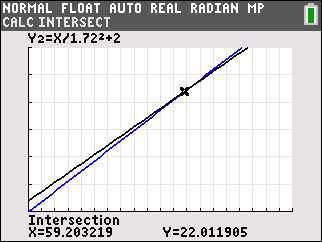 NORMAL FLOAT AUTO REAL RADIAN MP
CALC INTERSECT
Y₂=X/1.72²+2
Intersection
X=59.203219 Y=22.011905